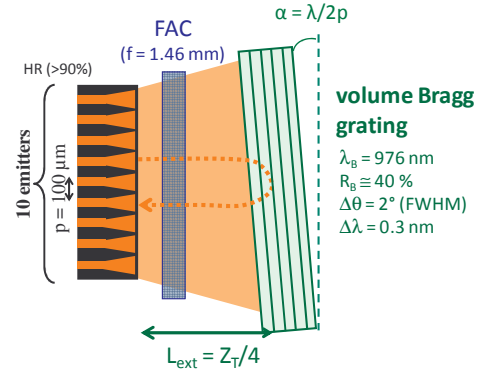 α = λ/2p
FAC
(f = 1.46 mm)
HR (>90%)
10 emitters
p = 100 µm
volume Bragg
grating
λB = 976 nm
RB ≅ 40 %
Δθ = 2° (FWHM)
Δλ = 0.3 nm
Lext = ZT/4